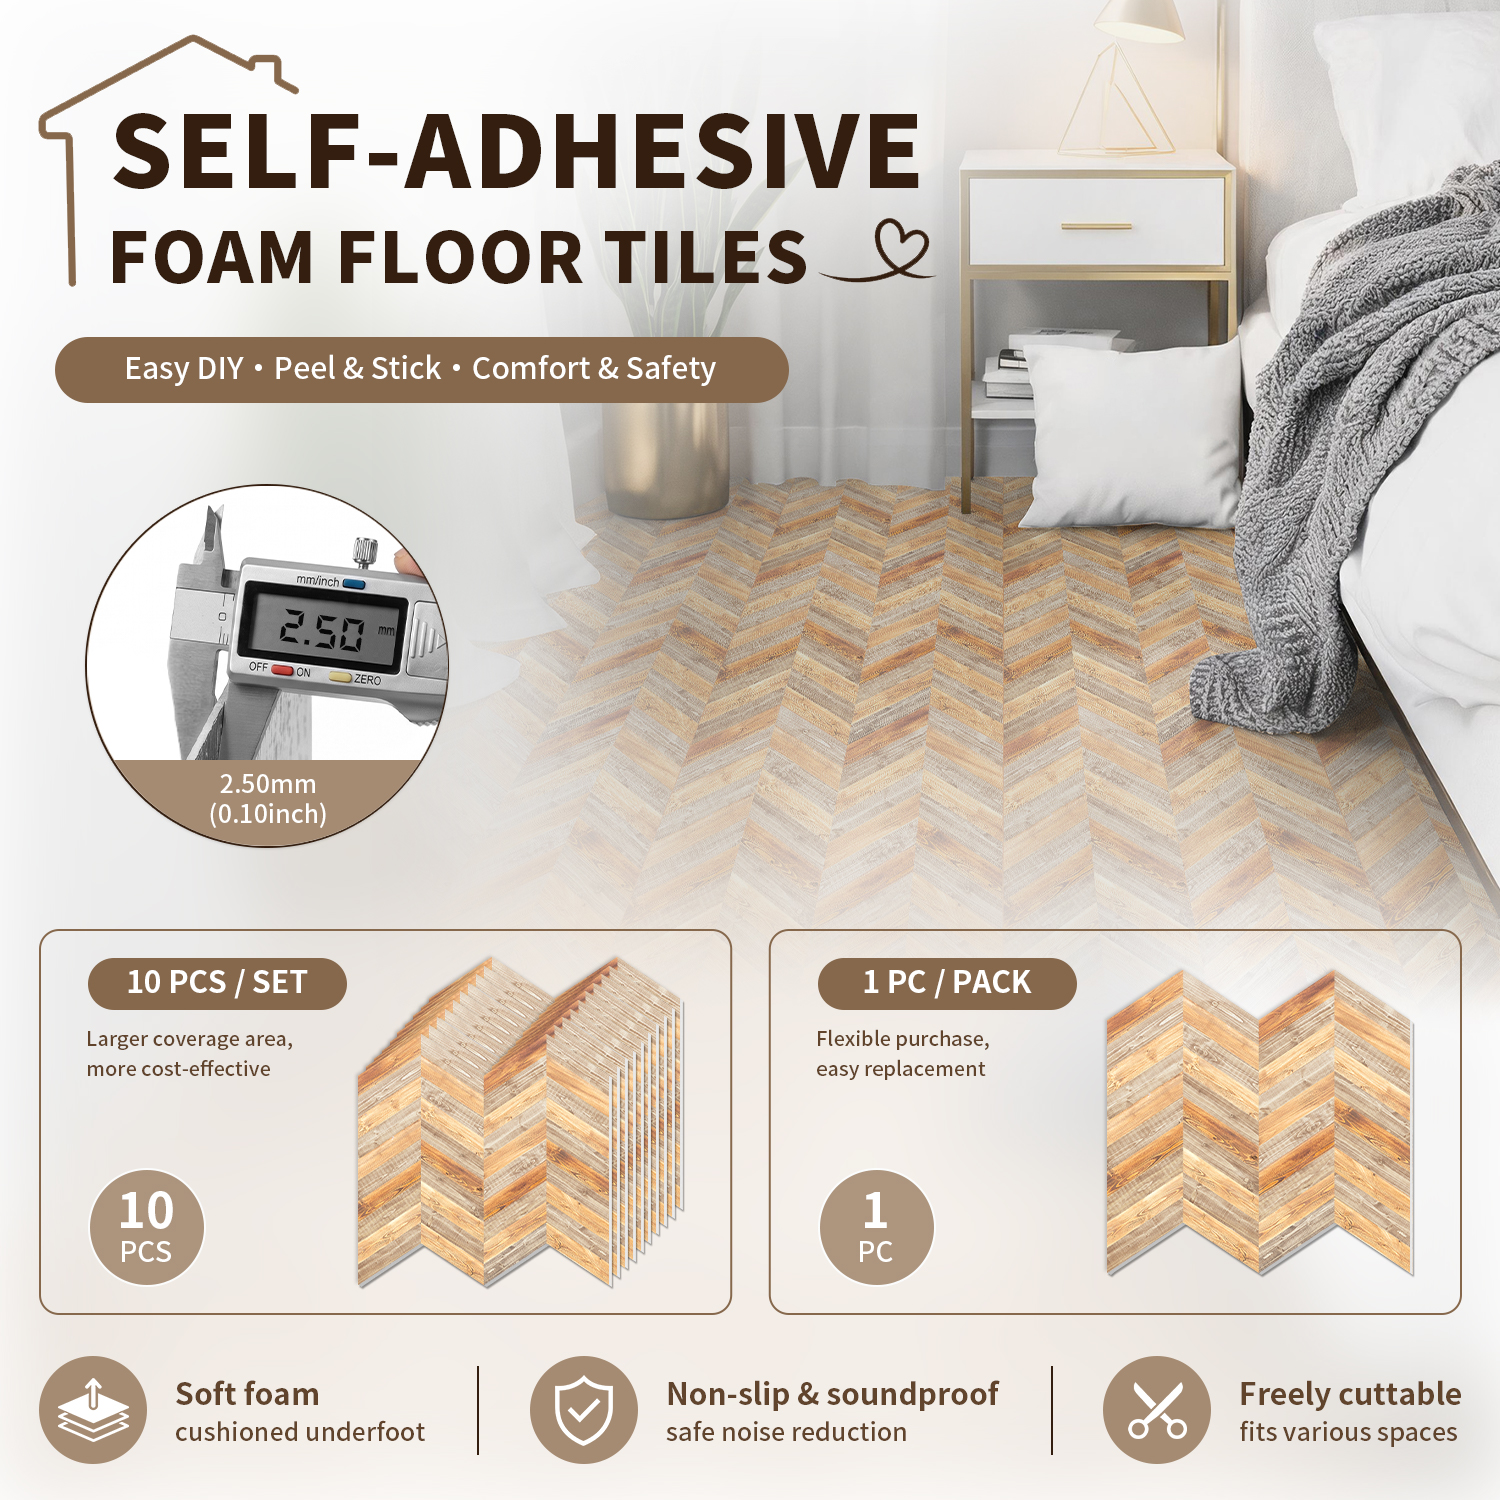 SELF-ADHESIVE
FOAM FLOOR TILES
Easy DIY • Peel & Stick • Comfort & Safety
mm/inch
2.50 mm
OFF ON ZERO
2.50mm
(0.10inch)
10 PCS / SET
Larger coverage area,
more cost-effective
10
PCS
1 PC / PACK
Flexible purchase,
easy replacement
1
PC
Soft foam
cushioned underfoot
Non-slip & soundproof
safe noise reduction
Freely cuttable
fits various spaces